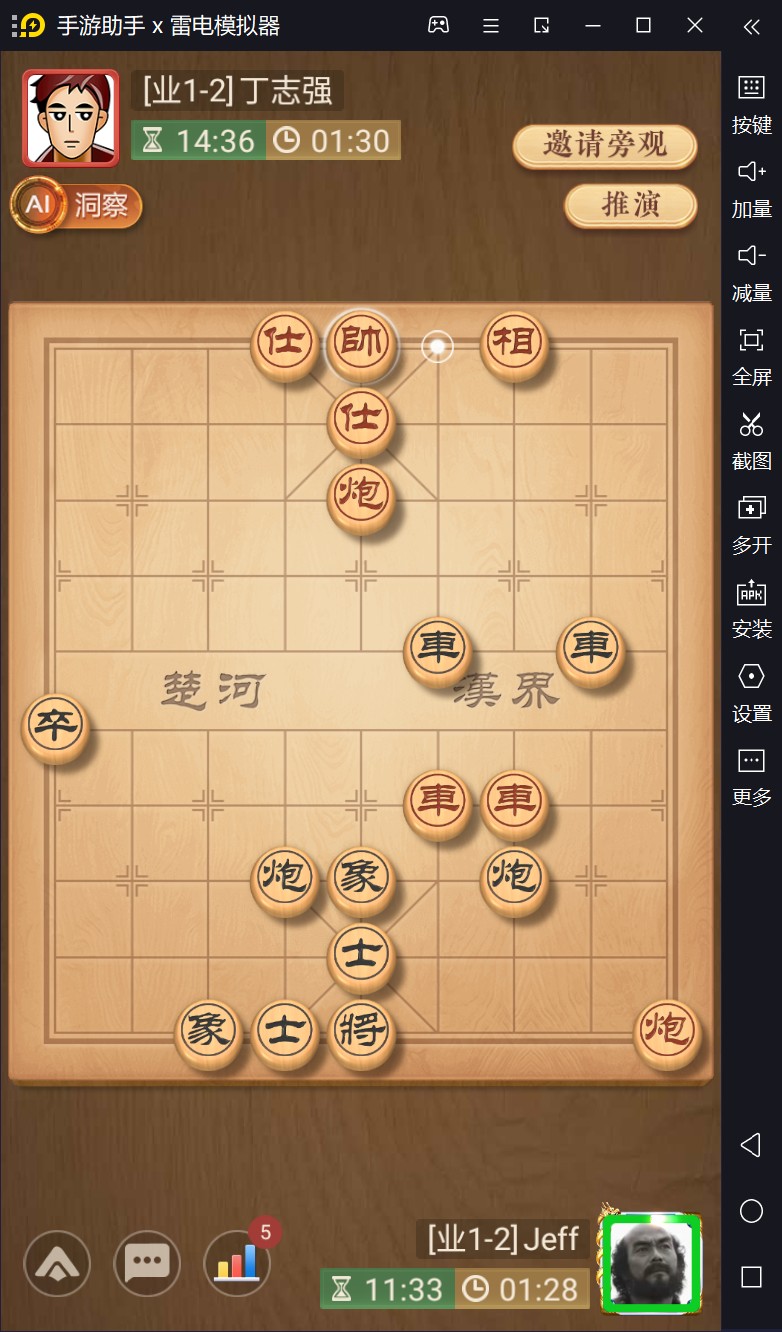 手游助手 x 雷电模拟器
[业1-2] 丁志强
14:36 01:30
邀请旁观
AI 洞察
推演
按键
加量
减量
全屏
截图
多开
APK
安装
设置
更多
仕 帥 相
仕
炮
車 車
楚河 漢界
卒
車 車
炮 象 炮
士
象 士 將 炮
5
[业1-2] Jeff
11:33 01:28